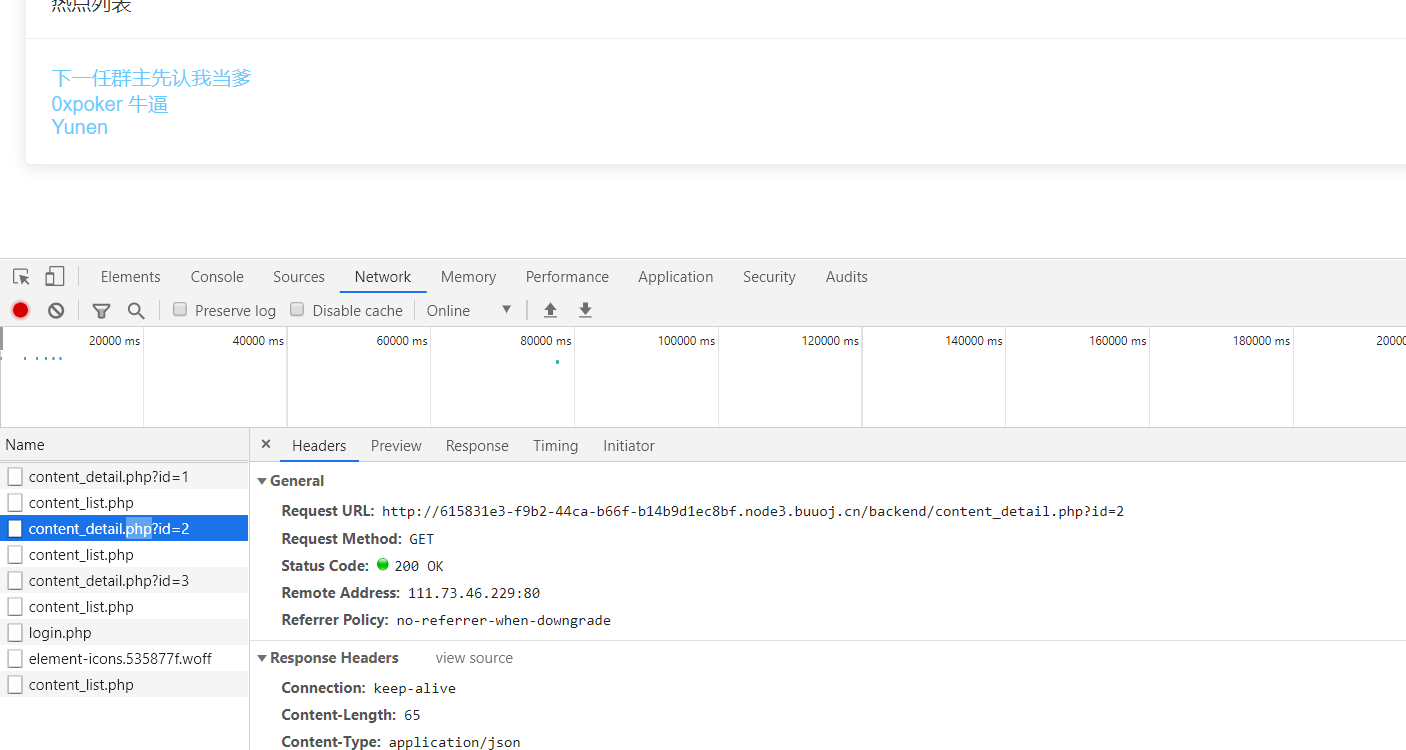 热点列表
下一任群主先认我当爹
0xpoker 牛逼
Yunen
Elements Console Sources Network Memory Performance Application Security Audits
Preserve log Disable cache Online
20000 ms 40000 ms 60000 ms 80000 ms 100000 ms 120000 ms 140000 ms 160000 ms 180000 ms 20000
Name
content_detail.php?id=1
content_list.php
content_detail.php?id=2
content_list.php
content_detail.php?id=3
content_list.php
login.php
element-icons.535877f.woff
content_list.php
Headers Preview Response Timing Initiator
General
Request URL: http://615831e3-f9b2-44ca-b66f-b14b9d1ec8bf.node3.buuoj.cn/backend/content_detail.php?id=2
Request Method: GET
Status Code: 200 OK
Remote Address: 111.73.46.229:80
Referrer Policy: no-referrer-when-downgrade
Response Headers view source
Connection: keep-alive
Content-Length: 65
Content-Type: application/json